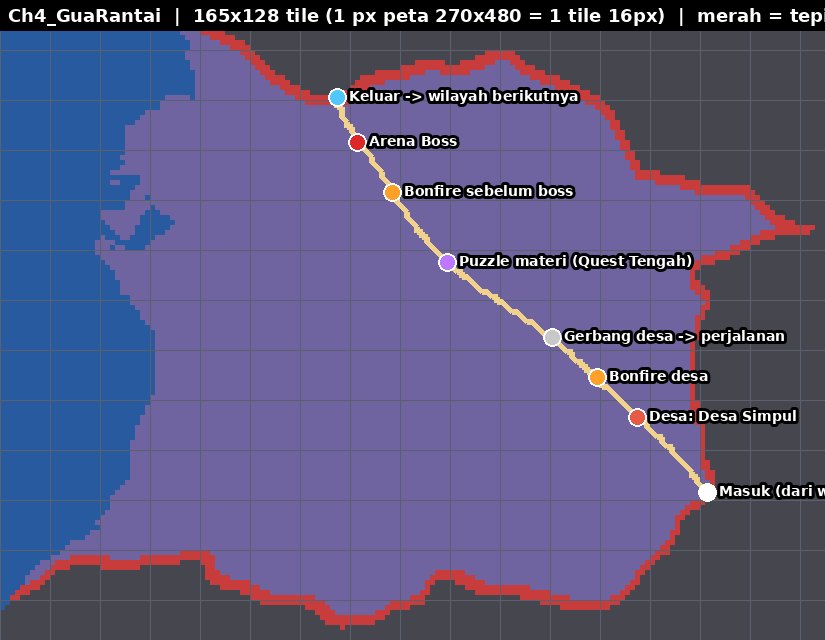 Ch4_GuaRantai | 165x128 tile (1 px peta 270x480 = 1 tile 16px) | merah = tepi
Keluar -> wilayah berikutnya
Arena Boss
Bonfire sebelum boss
Puzzle materi (Quest Tengah)
Gerbang desa -> perjalanan
Bonfire desa
Desa: Desa Simpul
Masuk (dari w